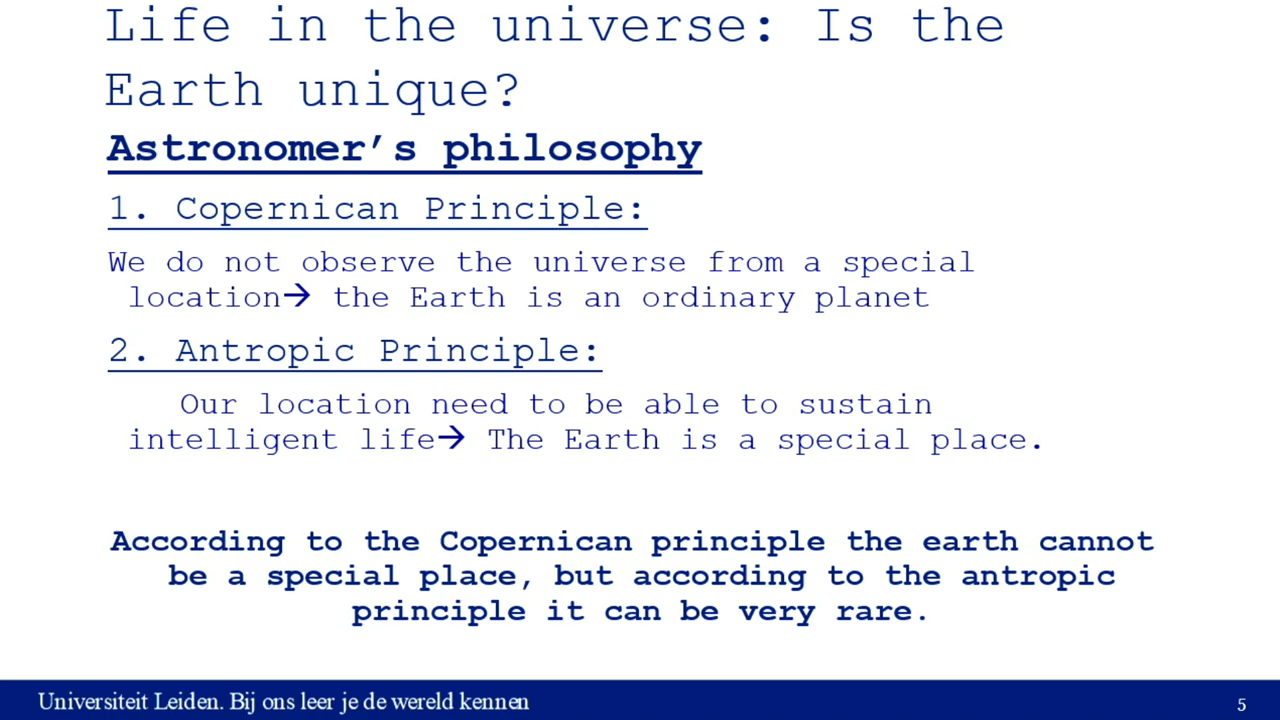 Life in the universe: Is the
Earth unique?
Astronomer’s philosophy
1. Copernican Principle:
We do not observe the universe from a special
location→ the Earth is an ordinary planet
2. Antropic Principle:
Our location need to be able to sustain
intelligent life→ The Earth is a special place.
According to the Copernican principle the earth cannot
be a special place, but according to the antropic
principle it can be very rare.
Universiteit Leiden. Bij ons leer je de wereld kennen
5